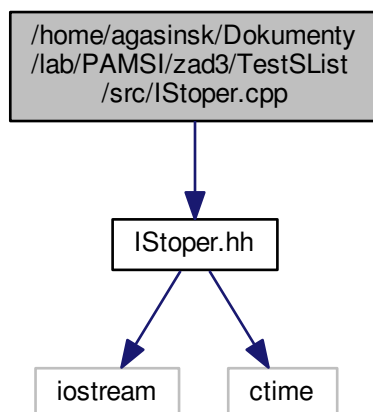 /home/agasinsk/Dokumenty
/lab/PAMSI/zad3/TestSList
/src/IStoper.cpp
IStoper.hh
iostream
ctime